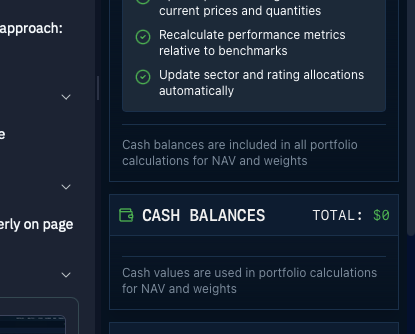 approach:
e
erly on page
current prices and quantities
Recalculate performance metrics
relative to benchmarks
Update sector and rating allocations
automatically
Cash balances are included in all portfolio
calculations for NAV and weights
CASH BALANCES TOTAL: $0
Cash values are used in portfolio calculations
for NAV and weights